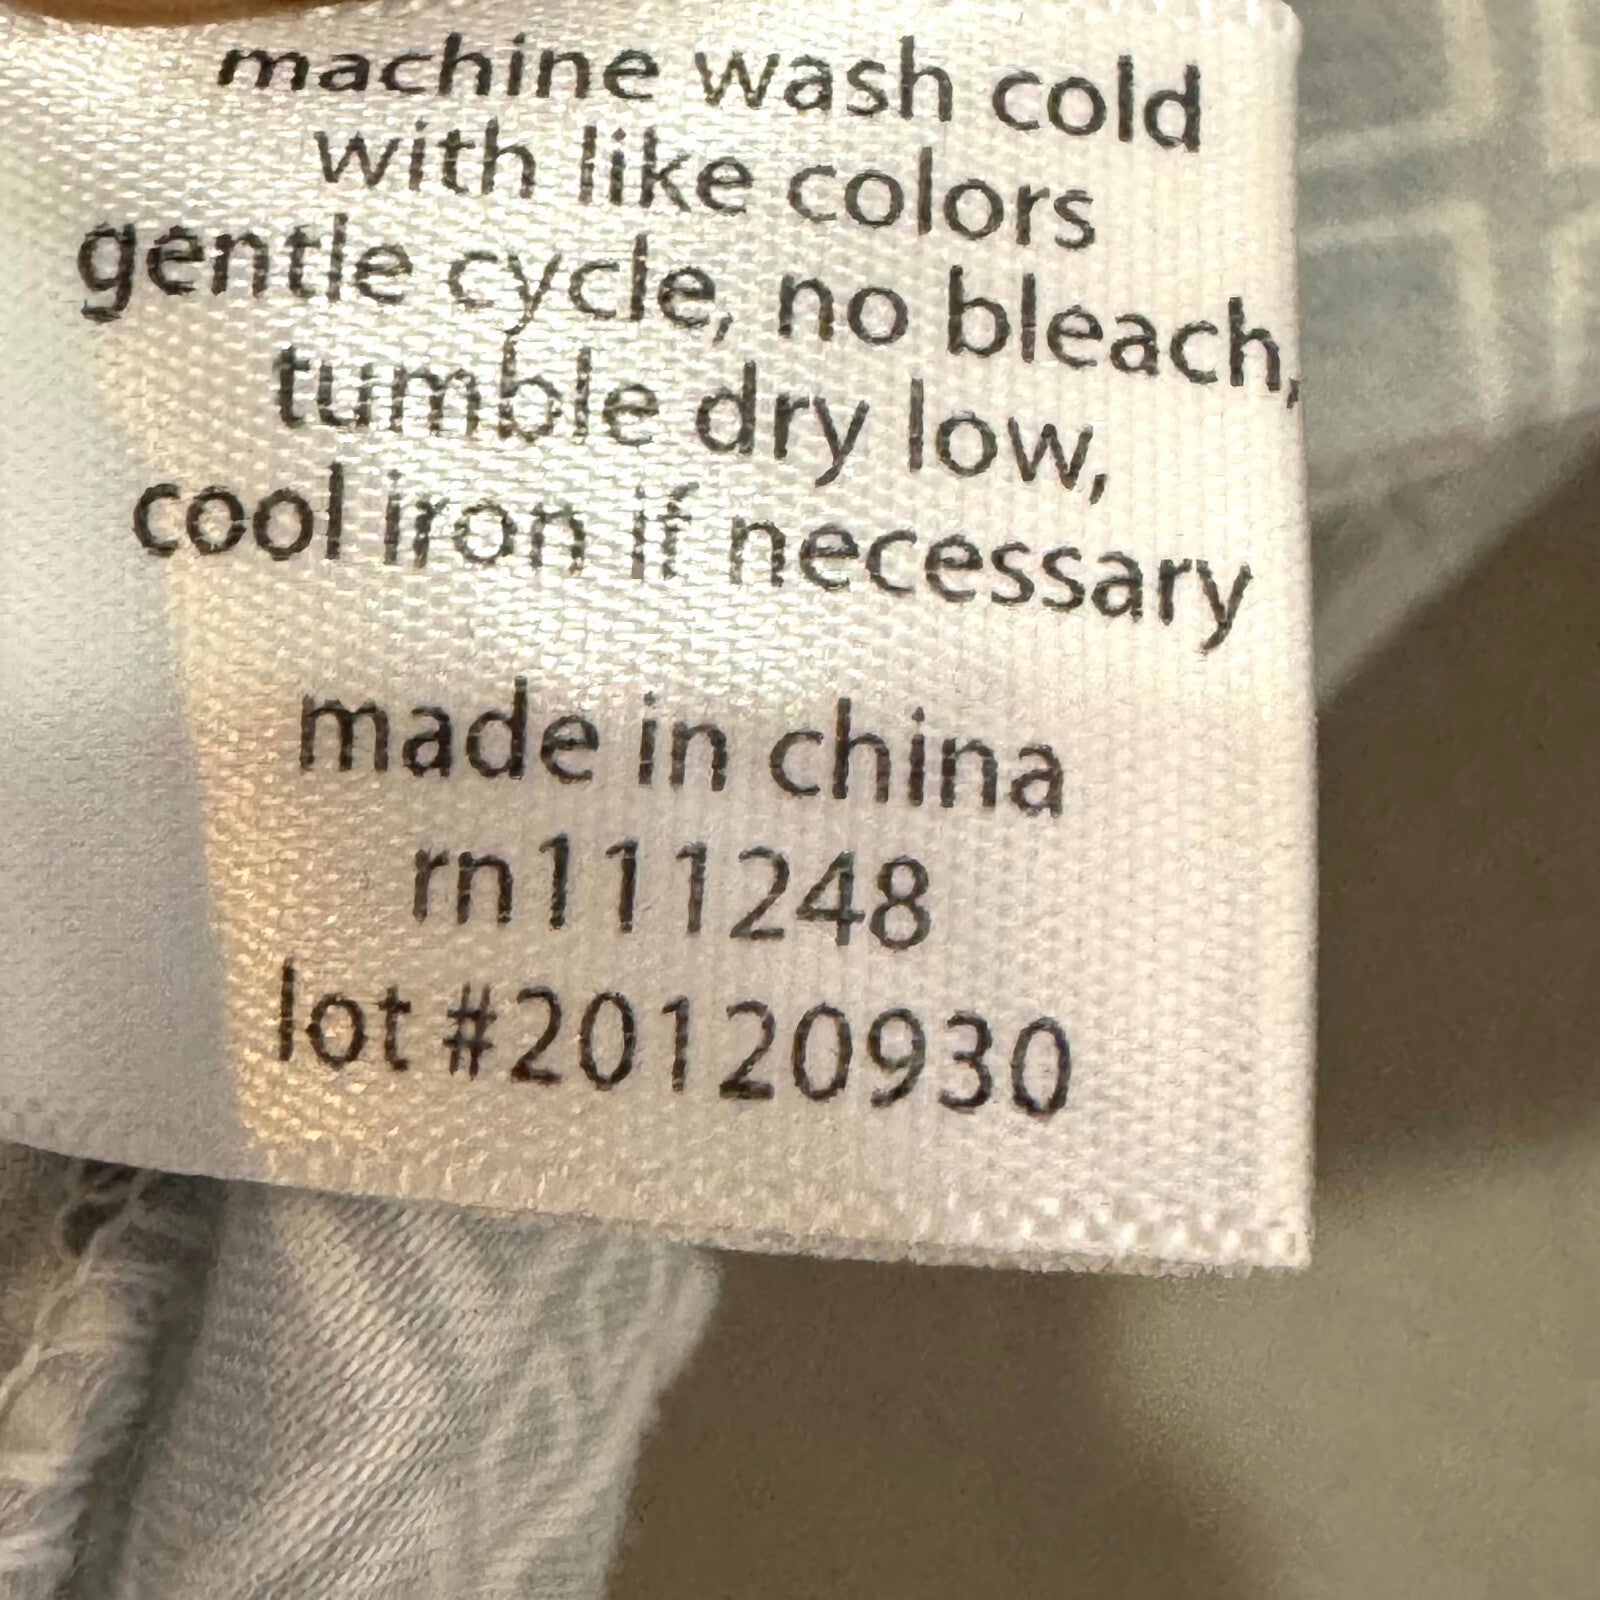 machine wash cold
with like colors
gentle cycle, no bleach,
tumble dry low,
cool iron if necessary
made in china
rn111248
lot #20120930